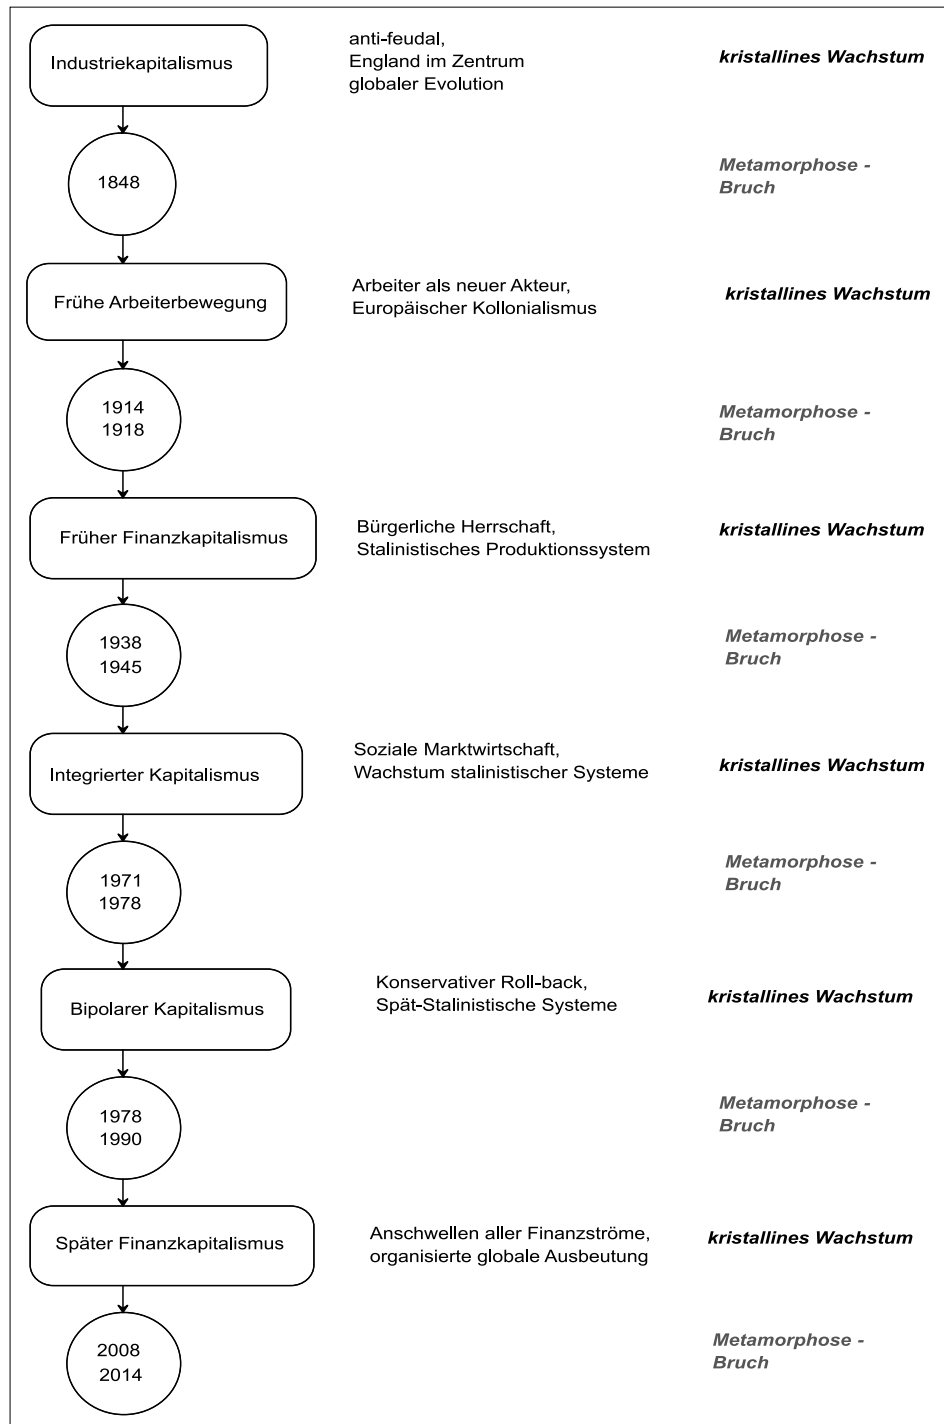 Industriekapitalismus
anti-feudal,
England im Zentrum
globaler Evolution
kristallines Wachstum
1848
Metamorphose -
Bruch
Frühe Arbeiterbewegung
Arbeiter als neuer Akteur,
Europäischer Kollonialismus
kristallines Wachstum
1914
1918
Metamorphose -
Bruch
Früher Finanzkapitalismus
Bürgerliche Herrschaft,
Stalinistisches Produktionssystem
kristallines Wachstum
1938
1945
Metamorphose -
Bruch
Integrierter Kapitalismus
Soziale Marktwirtschaft,
Wachstum stalinistischer Systeme
kristallines Wachstum
1971
1978
Metamorphose -
Bruch
Bipolarer Kapitalismus
Konservativer Roll-back,
Spät-Stalinistische Systeme
kristallines Wachstum
1978
1990
Metamorphose -
Bruch
Später Finanzkapitalismus
Anschwellen aller Finanzströme,
organisierte globale Ausbeutung
kristallines Wachstum
2008
2014
Metamorphose -
Bruch